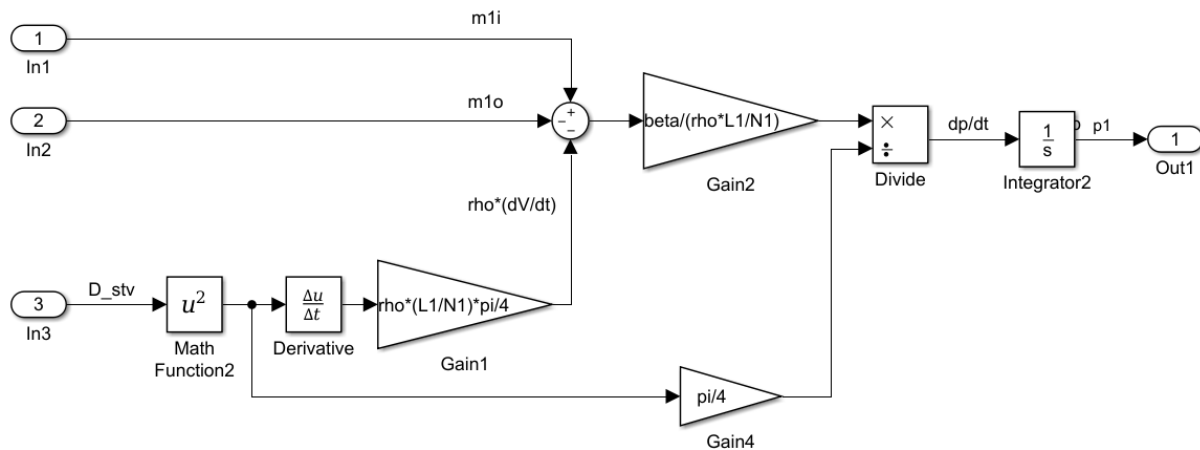 m1i
1
In1
m1o
2
In2
+
−
−
beta/(rho*L1/N1)
Gain2
×
÷
Divide
dp/dt
1
s
Integrator2
p1
1
Out1
rho*(dV/dt)
3
In3
D_stv
u²
Math
Function2
Δu
Δt
Derivative
rho*(L1/N1)*pi/4
Gain1
pi/4
Gain4